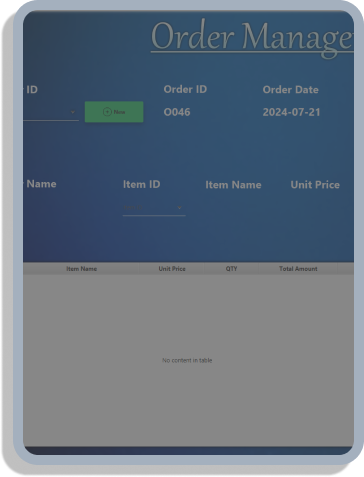 Order Manage
ID
Order ID
Order Date
New
O046
2024-07-21
Name
Item ID
Item Name
Unit Price
Item Name
Unit Price
QTY
Total Amount
No content in table